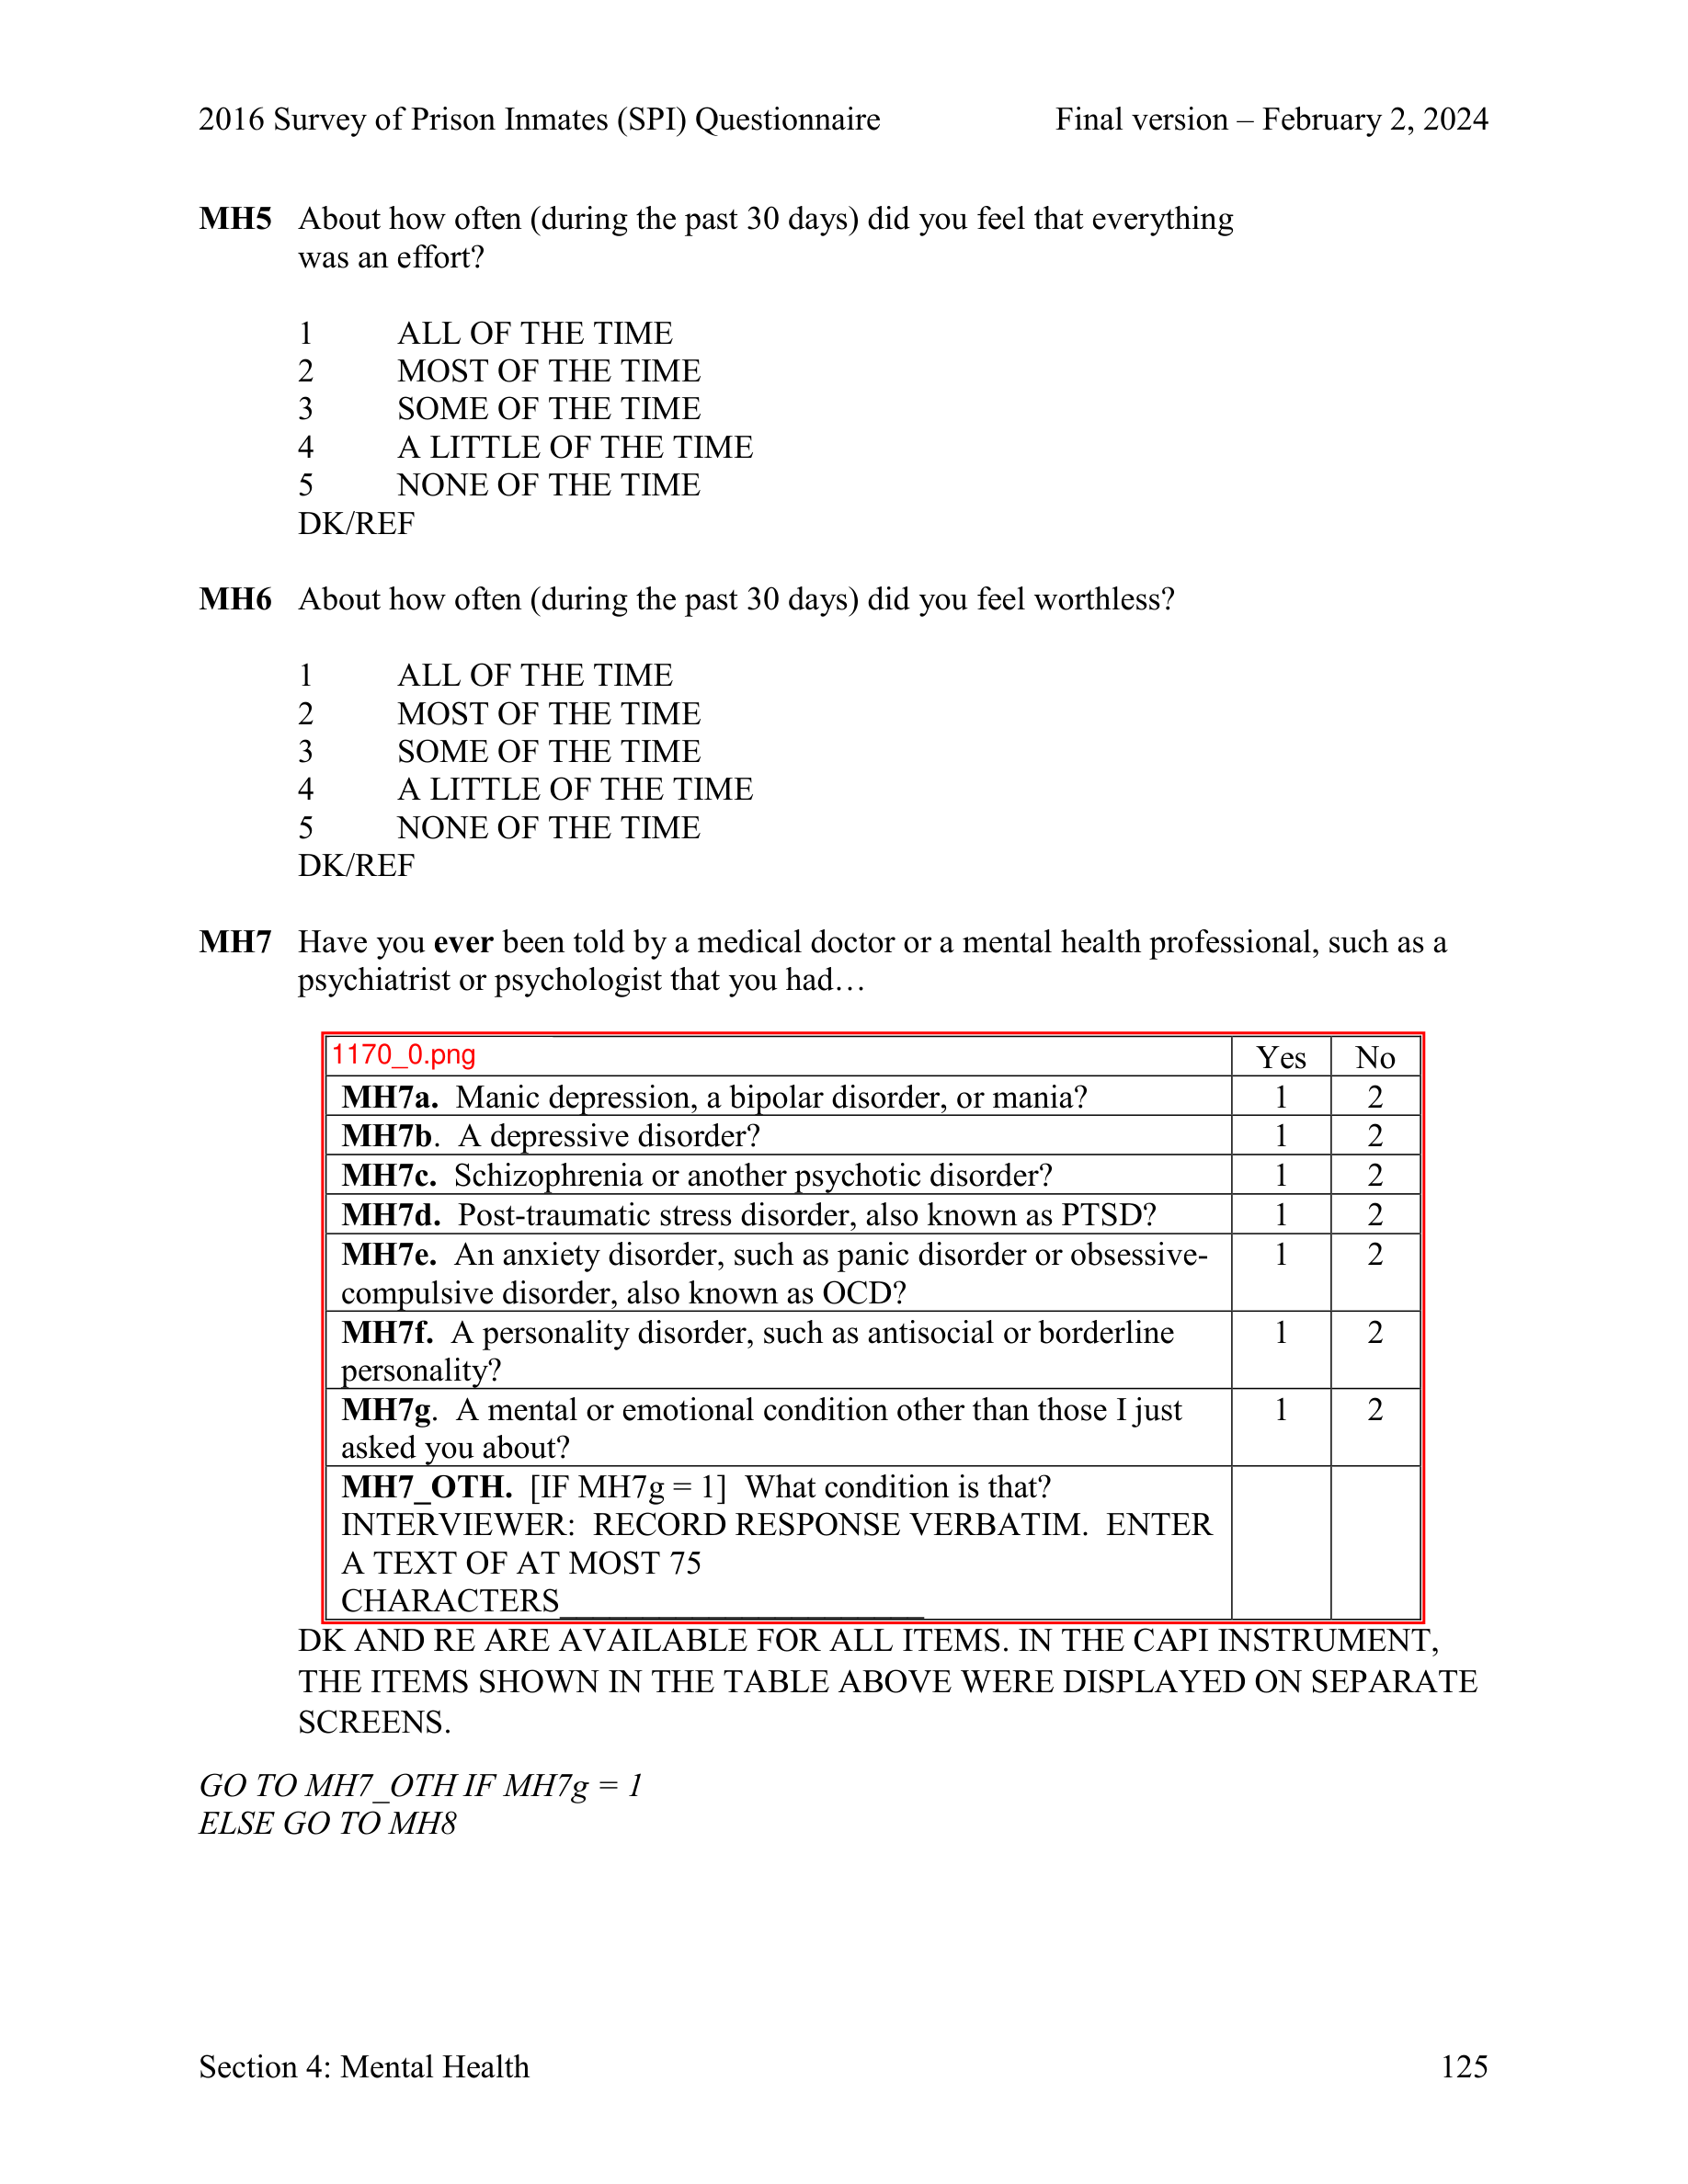 2016 Survey of Prison Inmates (SPI) Questionnaire Final version – February 2, 2024
MH5 About how often (during the past 30 days) did you feel that everything
was an effort?
1 ALL OF THE TIME
2 MOST OF THE TIME
3 SOME OF THE TIME
4 A LITTLE OF THE TIME
5 NONE OF THE TIME
DK/REF
MH6 About how often (during the past 30 days) did you feel worthless?
1 ALL OF THE TIME
2 MOST OF THE TIME
3 SOME OF THE TIME
4 A LITTLE OF THE TIME
5 NONE OF THE TIME
DK/REF
MH7 Have you ever been told by a medical doctor or a mental health professional, such as a
psychiatrist or psychologist that you had…
1170_0.png Yes No
MH7a. Manic depression, a bipolar disorder, or mania? 1 2
MH7b. A depressive disorder? 1 2
MH7c. Schizophrenia or another psychotic disorder? 1 2
MH7d. Post-traumatic stress disorder, also known as PTSD? 1 2
MH7e. An anxiety disorder, such as panic disorder or obsessive- 1 2
compulsive disorder, also known as OCD?
MH7f. A personality disorder, such as antisocial or borderline 1 2
personality?
MH7g. A mental or emotional condition other than those I just 1 2
asked you about?
MH7_OTH. [IF MH7g = 1] What condition is that?
INTERVIEWER: RECORD RESPONSE VERBATIM. ENTER
A TEXT OF AT MOST 75
CHARACTERS______________________
DK AND RE ARE AVAILABLE FOR ALL ITEMS. IN THE CAPI INSTRUMENT,
THE ITEMS SHOWN IN THE TABLE ABOVE WERE DISPLAYED ON SEPARATE
SCREENS.
GO TO MH7_OTH IF MH7g = 1
ELSE GO TO MH8
Section 4: Mental Health 125